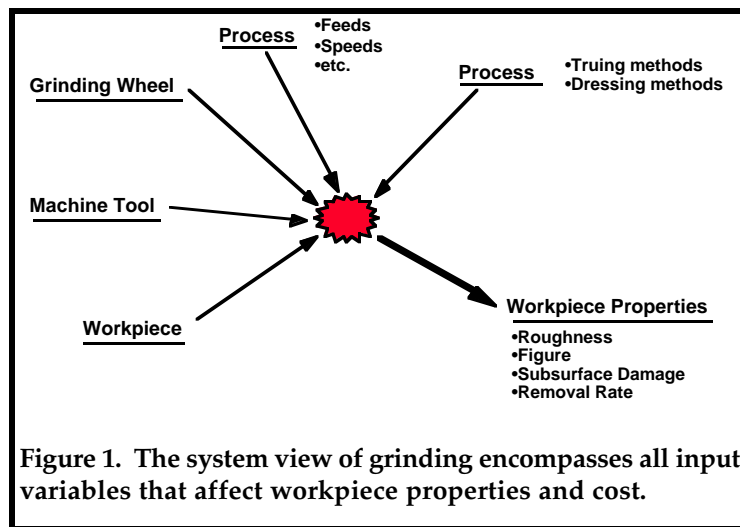 Process
•Feeds
•Speeds
•etc.
Process
•Truing methods
•Dressing methods
Grinding Wheel
Machine Tool
Workpiece
Workpiece Properties
•Roughness
•Figure
•Subsurface Damage
•Removal Rate
Figure 1. The system view of grinding encompasses all input
variables that affect workpiece properties and cost.